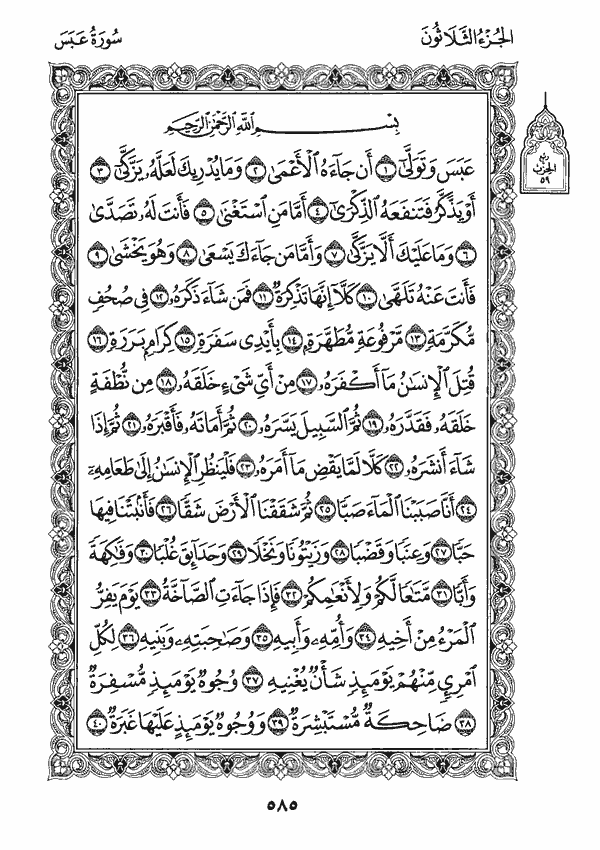 الجُزْءُ الثَّلَاثُونَ
سُورَةُ عَبَسَ
بِسْمِ ٱللَّهِ ٱلرَّحْمَٰنِ ٱلرَّحِيمِ
عَبَسَ وَتَوَلَّىٰٓ ١ أَن جَآءَهُ ٱلْأَعْمَىٰ ٢ وَمَا يُدْرِيكَ لَعَلَّهُۥ يَزَّكَّىٰٓ ٣
أَوْ يَذَّكَّرُ فَتَنفَعَهُ ٱلذِّكْرَىٰٓ ٤ أَمَّا مَنِ ٱسْتَغْنَىٰ ٥ فَأَنتَ لَهُۥ تَصَدَّىٰ
٦ وَمَا عَلَيْكَ أَلَّا يَزَّكَّىٰ ٧ وَأَمَّا مَن جَآءَكَ يَسْعَىٰ ٨ وَهُوَ يَخْشَىٰ ٩
فَأَنتَ عَنْهُ تَلَهَّىٰ ١٠ كَلَّآ إِنَّهَا تَذْكِرَةٌ ١١ فَمَن شَآءَ ذَكَرَهُۥ ١٢ فِى صُحُفٍ
مُّكَرَّمَةٍ ١٣ مَّرْفُوعَةٍ مُّطَهَّرَةٍۭ ١٤ بِأَيْدِى سَفَرَةٍ ١٥ كِرَامٍۭ بَرَرَةٍ ١٦
قُتِلَ ٱلْإِنسَٰنُ مَآ أَكْفَرَهُۥ ١٧ مِنْ أَىِّ شَىْءٍ خَلَقَهُۥ ١٨ مِن نُّطْفَةٍ
خَلَقَهُۥ فَقَدَّرَهُۥ ١٩ ثُمَّ ٱلسَّبِيلَ يَسَّرَهُۥ ٢٠ ثُمَّ أَمَاتَهُۥ فَأَقْبَرَهُۥ ٢١ ثُمَّ إِذَا
شَآءَ أَنشَرَهُۥ ٢٢ كَلَّا لَمَّا يَقْضِ مَآ أَمَرَهُۥ ٢٣ فَلْيَنظُرِ ٱلْإِنسَٰنُ إِلَىٰ طَعَامِهِۦٓ
٢٤ أَنَّا صَبَبْنَا ٱلْمَآءَ صَبًّا ٢٥ ثُمَّ شَقَقْنَا ٱلْأَرْضَ شَقًّا ٢٦ فَأَنۢبَتْنَا فِيهَا
حَبًّا ٢٧ وَعِنَبًا وَقَضْبًا ٢٨ وَزَيْتُونًا وَنَخْلًا ٢٩ وَحَدَآئِقَ غُلْبًا ٣٠ وَفَٰكِهَةً
وَأَبًّا ٣١ مَّتَٰعًا لَّكُمْ وَلِأَنْعَٰمِكُمْ ٣٢ فَإِذَا جَآءَتِ ٱلصَّآخَّةُ ٣٣ يَوْمَ يَفِرُّ
ٱلْمَرْءُ مِنْ أَخِيهِ ٣٤ وَأُمِّهِۦ وَأَبِيهِ ٣٥ وَصَٰحِبَتِهِۦ وَبَنِيهِ ٣٦ لِكُلِّ
ٱمْرِئٍ مِّنْهُمْ يَوْمَئِذٍ شَأْنٌ يُغْنِيهِ ٣٧ وُجُوهٌ يَوْمَئِذٍ مُّسْفِرَةٌ
٣٨ ضَاحِكَةٌ مُّسْتَبْشِرَةٌ ٣٩ وَوُجُوهٌ يَوْمَئِذٍ عَلَيْهَا غَبَرَةٌ ٤٠
ربع
الحزب
٥٩
٥٨٥